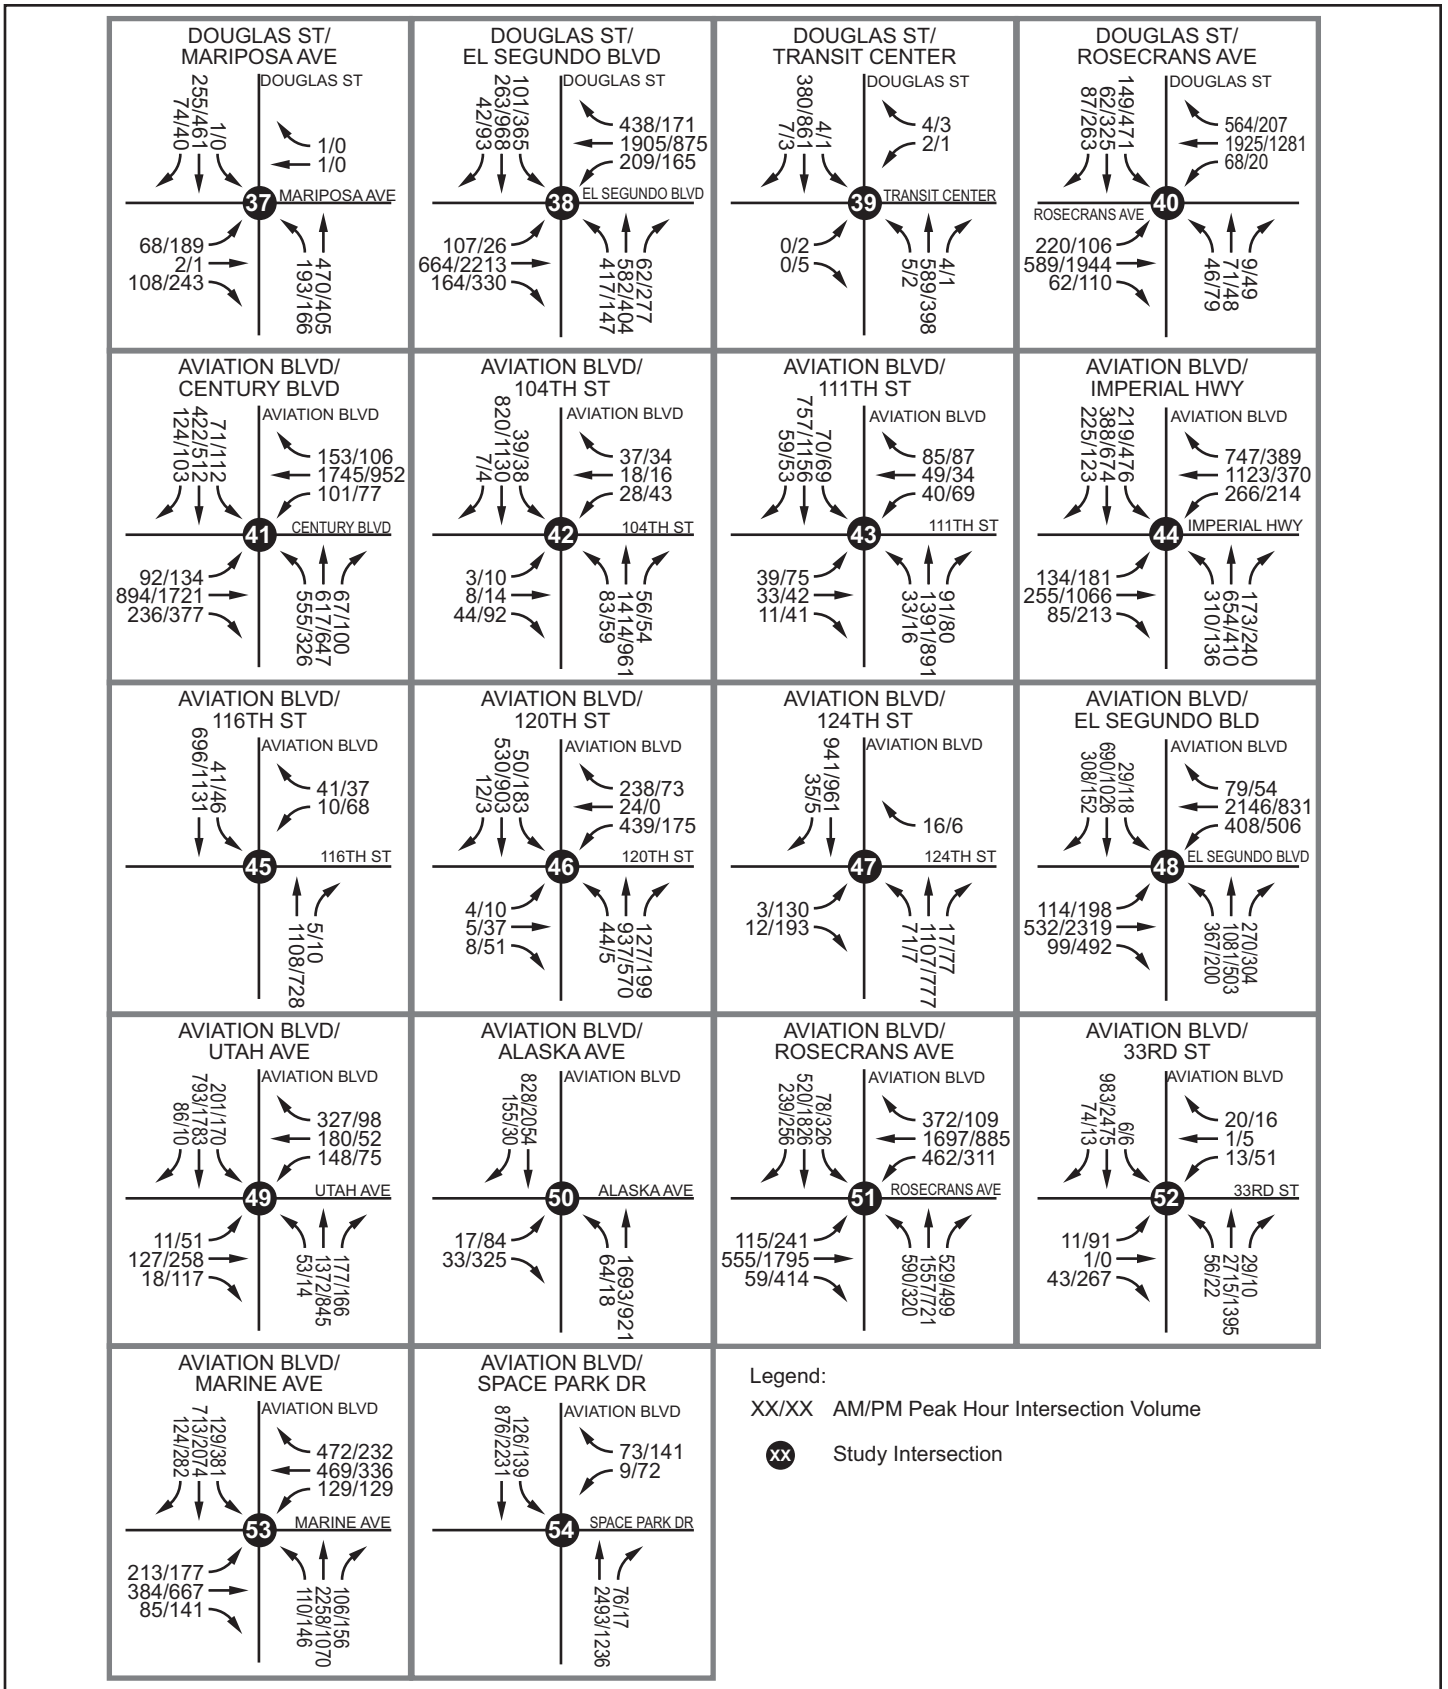 DOUGLAS ST/
MARIPOSA AVE
DOUGLAS ST
74/40
255/461
1/0
1/0
1/0
37
MARIPOSA AVE
68/189
2/1
108/243
193/166
470/405
DOUGLAS ST/
EL SEGUNDO BLVD
DOUGLAS ST
42/93
263/968
101/365
438/171
1905/875
209/165
38
EL SEGUNDO BLVD
107/26
664/2213
164/330
417/147
582/404
62/277
DOUGLAS ST/
TRANSIT CENTER
DOUGLAS ST
7/3
380/861
4/1
4/3
2/1
39
TRANSIT CENTER
0/2
0/5
5/2
589/398
4/1
DOUGLAS ST/
ROSECRANS AVE
DOUGLAS ST
87/263
62/325
149/471
564/207
1925/1281
68/20
40
ROSECRANS AVE
220/106
589/1944
62/110
46/79
71/48
9/49
AVIATION BLVD/
CENTURY BLVD
AVIATION BLVD
124/103
422/512
71/112
153/106
1745/952
101/77
41
CENTURY BLVD
92/134
894/1721
236/377
555/326
617/647
67/100
AVIATION BLVD/
104TH ST
AVIATION BLVD
7/4
820/1130
39/38
37/34
18/16
28/43
42
104TH ST
3/10
8/14
44/92
83/59
1414/961
56/54
AVIATION BLVD/
111TH ST
AVIATION BLVD
59/53
757/1156
70/69
85/87
49/34
40/69
43
111TH ST
39/75
33/42
11/41
33/16
1391/891
91/80
AVIATION BLVD/
IMPERIAL HWY
AVIATION BLVD
225/123
388/674
219/476
747/389
1123/370
266/214
44
IMPERIAL HWY
134/181
255/1066
85/213
310/136
654/410
173/240
AVIATION BLVD/
116TH ST
AVIATION BLVD
696/1131
41/46
41/37
10/68
45
116TH ST
1108/728
5/10
AVIATION BLVD/
120TH ST
AVIATION BLVD
12/3
530/903
50/183
238/73
24/0
439/175
46
120TH ST
4/10
5/37
8/51
44/5
937/570
127/199
AVIATION BLVD/
124TH ST
AVIATION BLVD
35/5
941/961
16/6
47
124TH ST
3/130
12/193
71/7
1107/777
17/77
AVIATION BLVD/
EL SEGUNDO BLD
AVIATION BLVD
308/152
690/1026
29/118
79/54
2146/831
408/506
48
EL SEGUNDO BLVD
114/198
532/2319
99/492
367/200
1081/503
270/304
AVIATION BLVD/
UTAH AVE
AVIATION BLVD
86/10
793/1783
201/170
327/98
180/52
148/75
49
UTAH AVE
11/51
127/258
18/117
53/14
1372/845
177/166
AVIATION BLVD/
ALASKA AVE
AVIATION BLVD
155/30
828/2054
50
ALASKA AVE
17/84
33/325
64/18
1693/921
AVIATION BLVD/
ROSECRANS AVE
AVIATION BLVD
239/256
520/1826
78/326
372/109
1697/885
462/311
51
ROSECRANS AVE
115/241
555/1795
59/414
590/320
1557/721
529/499
AVIATION BLVD/
33RD ST
AVIATION BLVD
74/13
983/2475
6/6
20/16
1/5
13/51
52
33RD ST
11/91
1/0
43/267
56/22
2715/1395
29/10
AVIATION BLVD/
MARINE AVE
AVIATION BLVD
124/282
713/2074
129/381
472/232
469/336
129/129
53
MARINE AVE
213/177
384/667
85/141
110/146
2258/1070
106/156
AVIATION BLVD/
SPACE PARK DR
AVIATION BLVD
876/2231
126/139
73/141
9/72
54
SPACE PARK DR
2493/1236
76/17
Legend:
XX/XX AM/PM Peak Hour Intersection Volume
XX Study Intersection